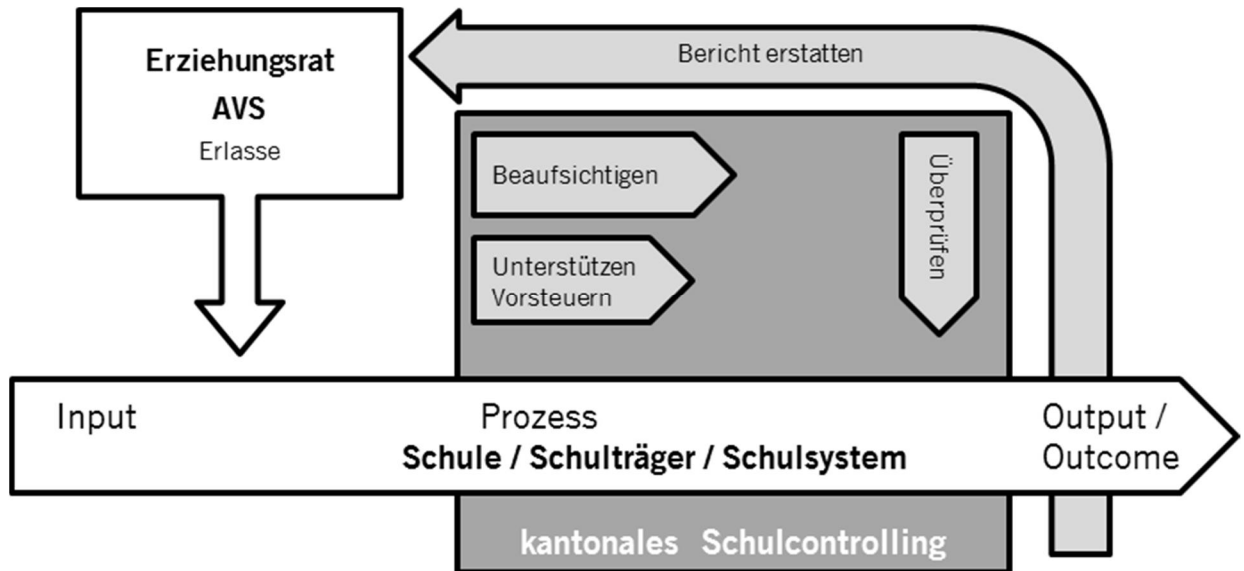 Erziehungsrat
AVS
Erlasse
Bericht erstatten
Beaufsichtigen
Überprüfen
Unterstützen
Vorsteuern
Input
Prozess
Output /
Schule / Schulträger / Schulsystem
Outcome
kantonales Schulcontrolling